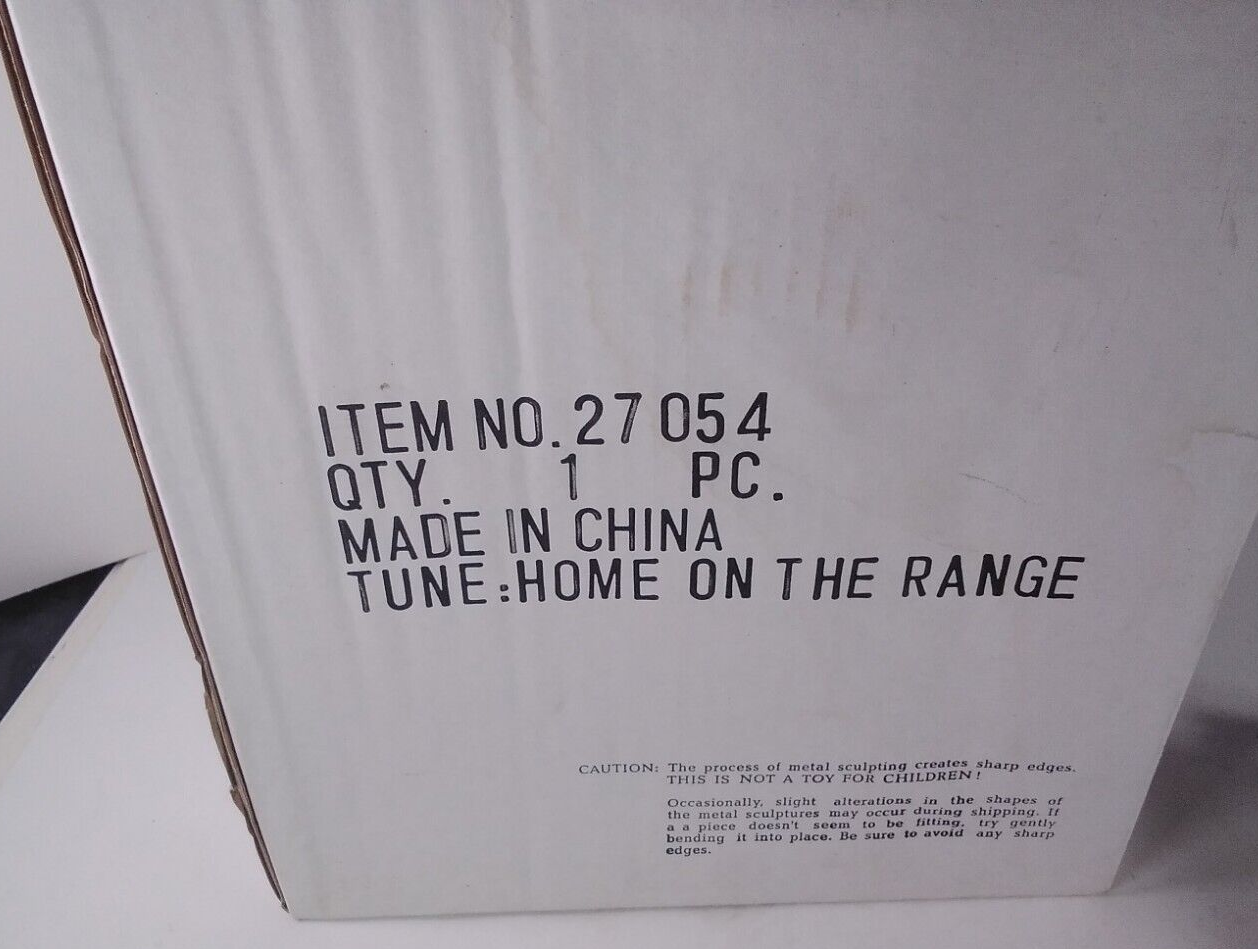 ITEM NO. 27054
QTY. 1 PC.
MADE IN CHINA
TUNE:HOME ON THE RANGE
CAUTION: The process of metal sculpting creates sharp edges.
THIS IS NOT A TOY FOR CHILDREN!
Occasionally, slight alterations in the shapes of
the metal sculptures may occur during shipping. If
a a piece doesn't seem to be fitting, try gently
bending it into place. Be sure to avoid any sharp
edges.